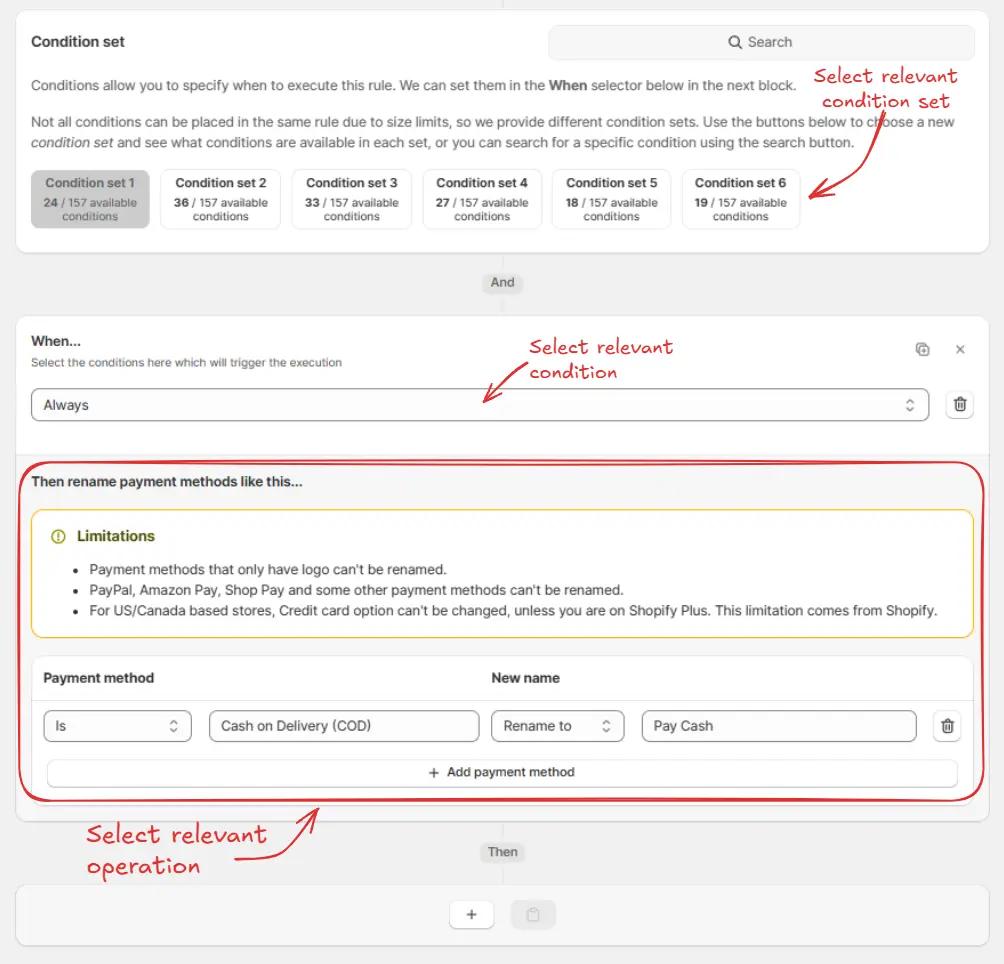 Condition set
Search
Conditions allow you to specify when to execute this rule. We can set them in the When selector below in the next block.
Select relevant
condition set
Not all conditions can be placed in the same rule due to size limits, so we provide different condition sets. Use the buttons below to choose a new
condition set and see what conditions are available in each set, or you can search for a specific condition using the search button.
Condition set 1
24 / 157 available
conditions
Condition set 2
36 / 157 available
conditions
Condition set 3
33 / 157 available
conditions
Condition set 4
27 / 157 available
conditions
Condition set 5
18 / 157 available
conditions
Condition set 6
19 / 157 available
conditions
And
When...
Select the conditions here which will trigger the execution
Select relevant
condition
Always
Then rename payment methods like this...
Limitations
• Payment methods that only have logo can't be renamed.
• PayPal, Amazon Pay, Shop Pay and some other payment methods can't be renamed.
• For US/Canada based stores, Credit card option can't be changed, unless you are on Shopify Plus. This limitation comes from Shopify.
Payment method
New name
Is
Cash on Delivery (COD)
Rename to
Pay Cash
+ Add payment method
Select relevant
operation
Then
+